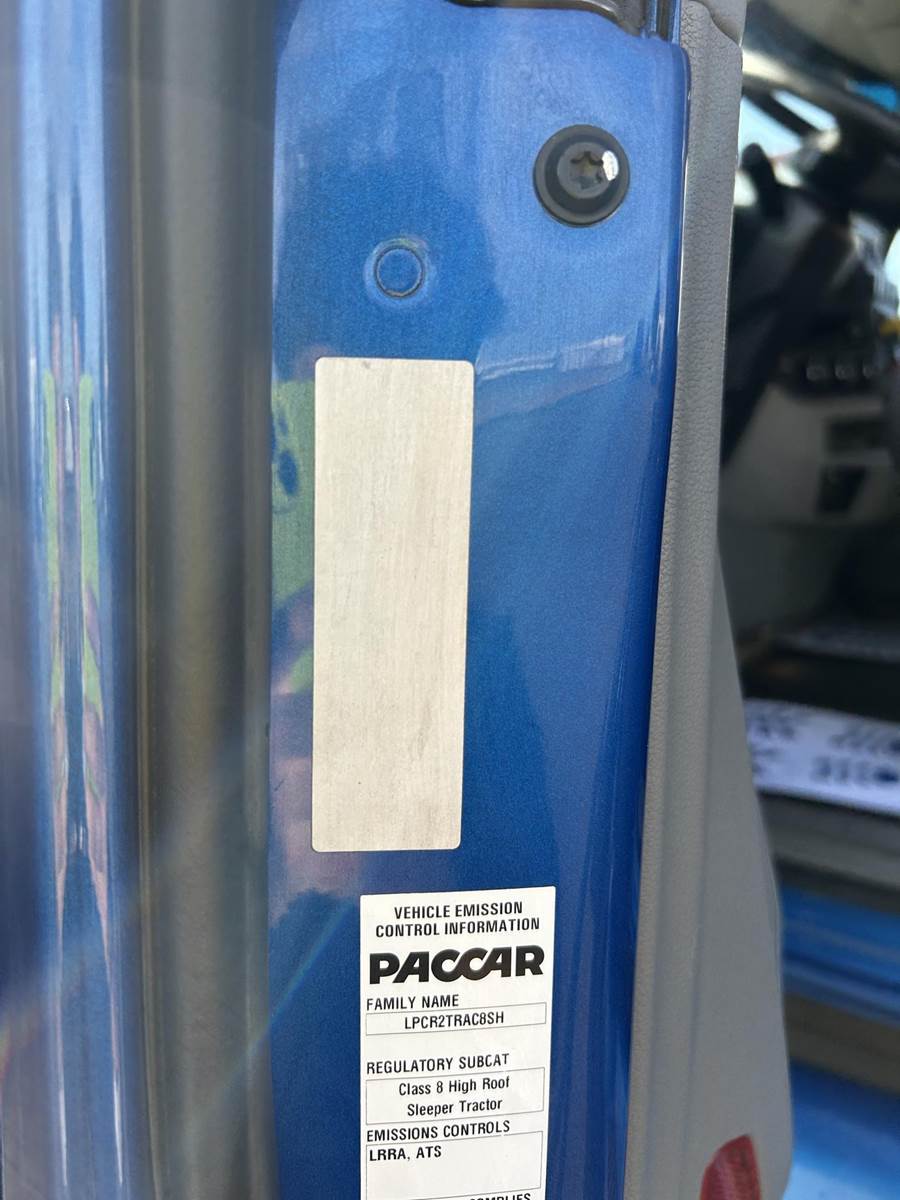 VEHICLE EMISSION
CONTROL INFORMATION
PACCAR
FAMILY NAME
LPCR2TRAC8SH
REGULATORY SUBCAT
Class 8 High Roof
Sleeper Tractor
EMISSIONS CONTROLS
LRRA, ATS